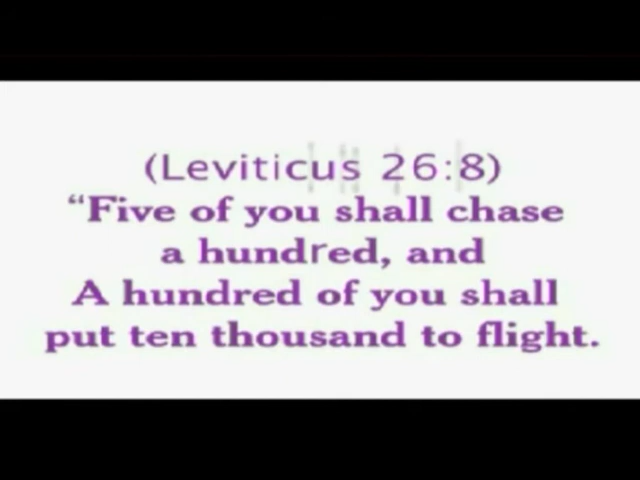 (Leviticus 26:8)
“Five of you shall chase
a hundred, and
A hundred of you shall
put ten thousand to flight.